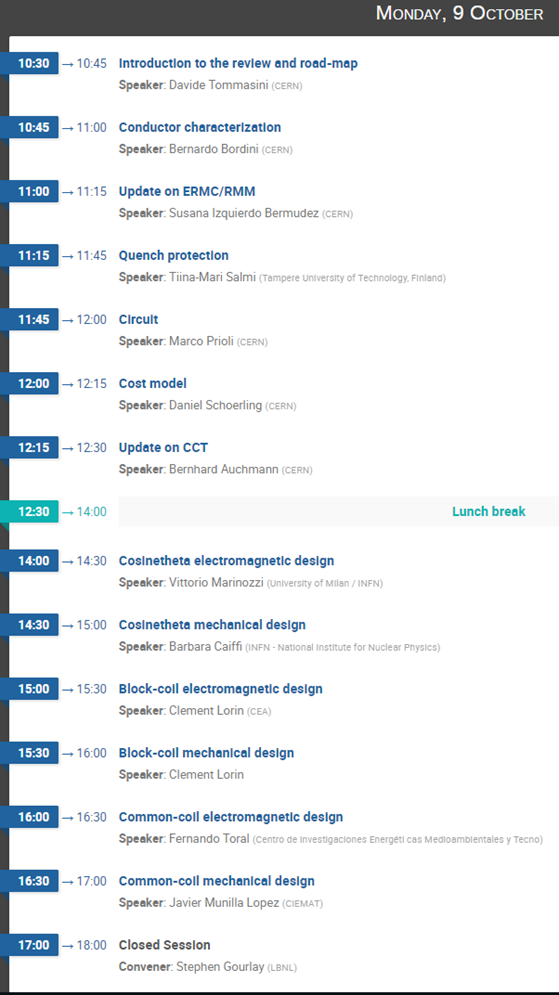 Monday, 9 October
10:30 → 10:45 Introduction to the review and road-map
Speaker: Davide Tommasini (CERN)
10:45 → 11:00 Conductor characterization
Speaker: Bernardo Bordini (CERN)
11:00 → 11:15 Update on ERMC/RMM
Speaker: Susana Izquierdo Bermudez (CERN)
11:15 → 11:45 Quench protection
Speaker: Tiina-Mari Salmi (Tampere University of Technology, Finland)
11:45 → 12:00 Circuit
Speaker: Marco Prioli (CERN)
12:00 → 12:15 Cost model
Speaker: Daniel Schoerling (CERN)
12:15 → 12:30 Update on CCT
Speaker: Bernhard Auchmann (CERN)
12:30 → 14:00 Lunch break
14:00 → 14:30 Cosinetheta electromagnetic design
Speaker: Vittorio Marinozzi (University of Milan / INFN)
14:30 → 15:00 Cosinetheta mechanical design
Speaker: Barbara Caiffi (INFN - National Institute for Nuclear Physics)
15:00 → 15:30 Block-coil electromagnetic design
Speaker: Clement Lorin (CEA)
15:30 → 16:00 Block-coil mechanical design
Speaker: Clement Lorin
16:00 → 16:30 Common-coil electromagnetic design
Speaker: Fernando Toral (Centro de Investigaciones Energéti cas Medioambientales y Tecno)
16:30 → 17:00 Common-coil mechanical design
Speaker: Javier Munilla Lopez (CIEMAT)
17:00 → 18:00 Closed Session
Convener: Stephen Gourlay (LBNL)